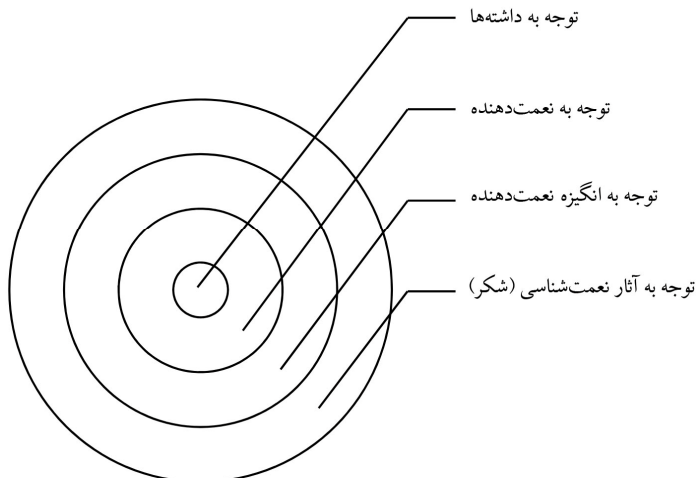 توجه به داشته‌ها
توجه به نعمت‌دهنده
توجه به انگیزه نعمت‌دهنده
توجه به آثار نعمت‌شناسی (شکر)